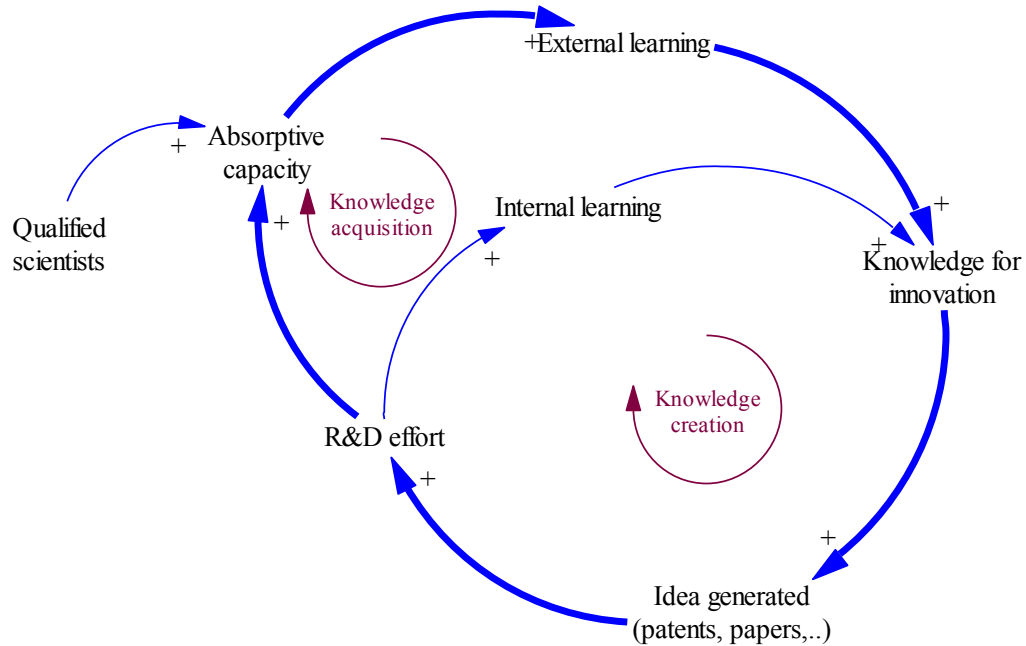 +External learning
Absorptive
capacity
+
Knowledge
acquisition
Internal learning
+
+
Qualified
scientists
+
+
+
Knowledge for
innovation
Knowledge
creation
R&D effort
+
+
Idea generated
(patents, papers,..)